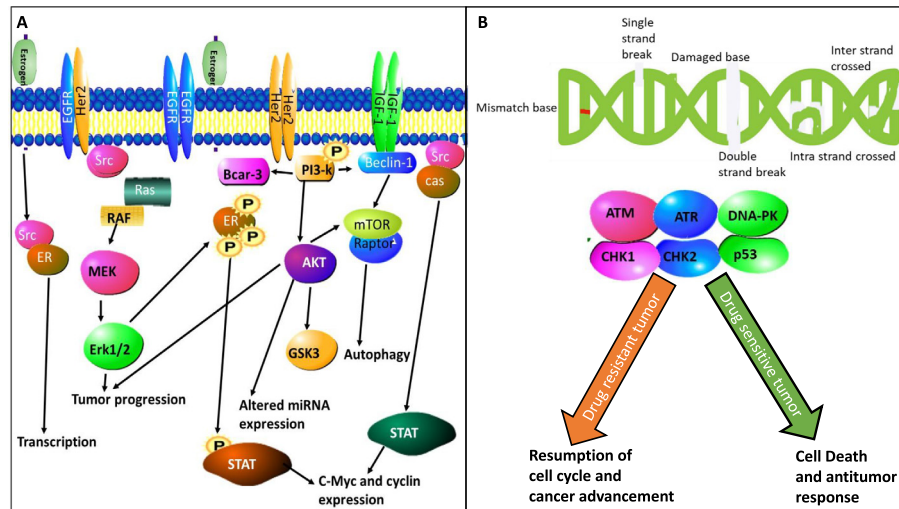 A
Estrogen
EGFR
Her2
EGFR
EGFR
Estrogen
Her2
Her2
IGF-1
IGF-1
Src
Ras
RAF
MEK
Erk1/2
Tumor progression
Src
ER
Transcription
Bcar-3
PI3-k
P
Beclin-1
Src
cas
ER
P
P
P
P
AKT
mTOR
Raptor
GSK3
Autophagy
Altered miRNA
expression
P
STAT
STAT
C-Myc and cyclin
expression
B
Single
strand
break
Damaged base
Inter strand
crossed
Mismatch base
Double
strand break
Intra strand crossed
ATM
ATR
DNA-PK
CHK1
CHK2
p53
Drug resistant tumor
Drug sensitive tumor
Resumption of
cell cycle and
cancer advancement
Cell Death
and antitumor
response